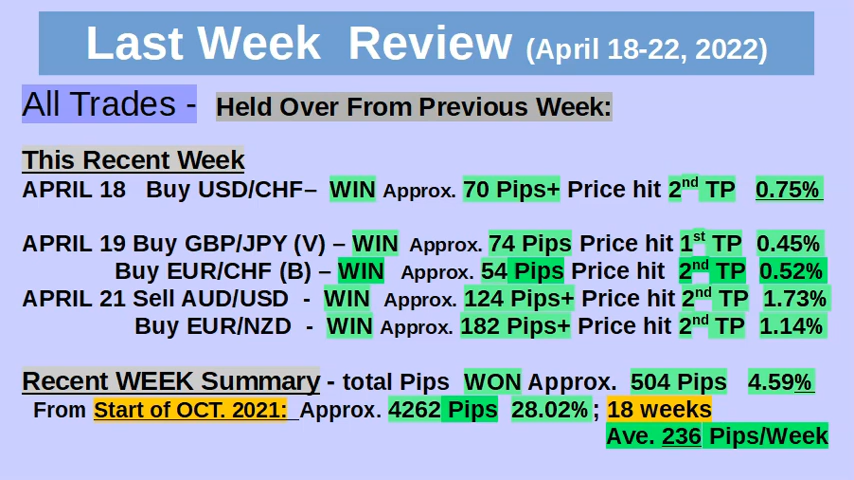 Last Week Review (April 18-22, 2022)
All Trades - Held Over From Previous Week:
This Recent Week
APRIL 18 Buy USD/CHF– WIN Approx. 70 Pips+ Price hit 2nd TP 0.75%
APRIL 19 Buy GBP/JPY (V) – WIN Approx. 74 Pips Price hit 1st TP 0.45%
Buy EUR/CHF (B) – WIN Approx. 54 Pips Price hit 2nd TP 0.52%
APRIL 21 Sell AUD/USD - WIN Approx. 124 Pips+ Price hit 2nd TP 1.73%
Buy EUR/NZD - WIN Approx. 182 Pips+ Price hit 2nd TP 1.14%
Recent WEEK Summary - total Pips WON Approx. 504 Pips 4.59%
From Start of OCT. 2021: Approx. 4262 Pips 28.02% ; 18 weeks
Ave. 236 Pips/Week